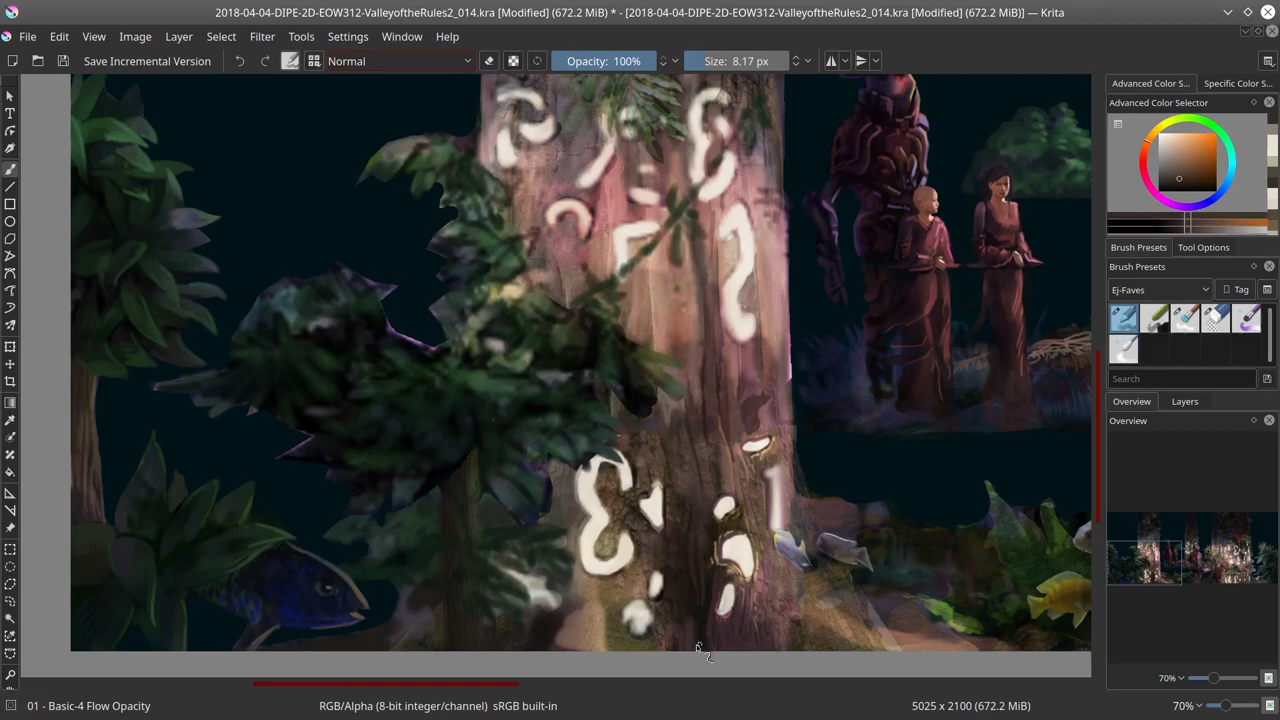 2018-04-04-DIPE-2D-EOW312-ValleyoftheRules2_014.kra [Modified] (672.2 MiB) * - [2018-04-04-DIPE-2D-EOW312-ValleyoftheRules2_014.kra [Modified] (672.2 MiB)] — Krita
File Edit View Image Layer Select Filter Tools Settings Window Help
Save Incremental Version Normal Opacity: 100% Size: 8.17 px
Advanced Color S... Specific Color S...
Advanced Color Selector
Brush Presets Tool Options
Brush Presets
Ej-Faves Tag
Search
Overview Layers
Overview
70%
01 - Basic-4 Flow Opacity RGB/Alpha (8-bit integer/channel) sRGB built-in 5025 x 2100 (672.2 MiB) 70%